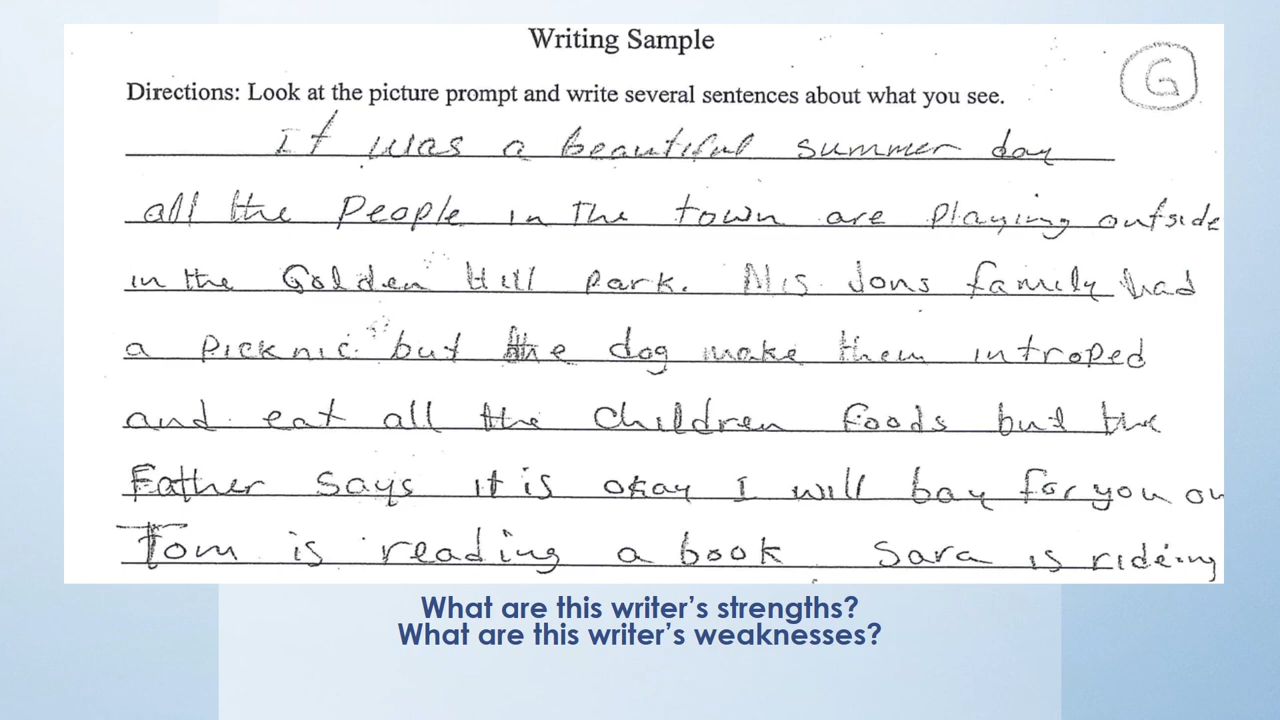 Writing Sample
G
Directions: Look at the picture prompt and write several sentences about what you see.
It was a beautiful summer day
all the People in The town are playing outside
in the Golden Hill park. Mis. Jons family had
a picknic but the dog make them introped
and eat all the children foods but the
Father says it is okay I will bay for you on
Tom is reading a book Sara is rideing
What are this writer's strengths?
What are this writer's weaknesses?